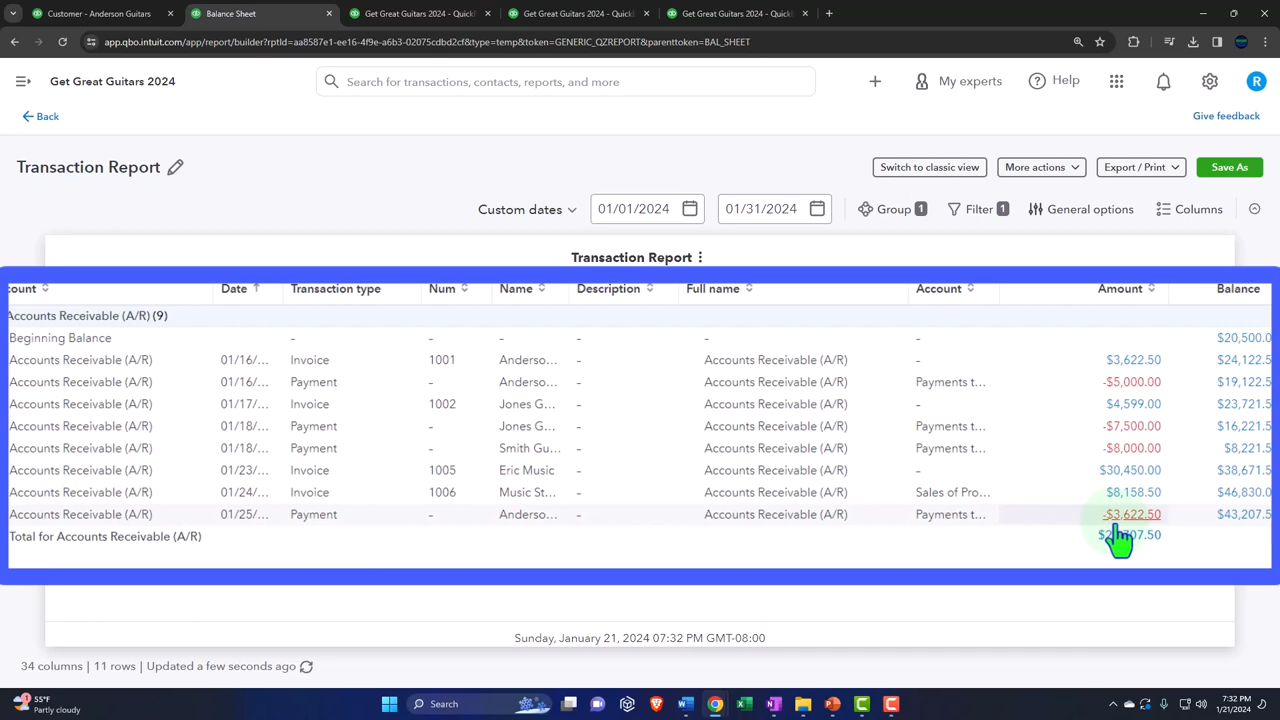 Customer - Anderson Guitars
Balance Sheet
Get Great Guitars 2024 - Quick
Get Great Guitars 2024 - Quick
Get Great Guitars 2024 - Quick
app.qbo.intuit.com/app/report/builder?rptId=aa8587e1-ee16-4f9e-a6b3-02075cdbd2cf&type=temp&token=GENERIC_QZREPORT&parenttoken=BAL_SHEET
Get Great Guitars 2024
Search for transactions, contacts, reports, and more
My experts
Help
R
Back
Give feedback
Transaction Report
Switch to classic view
More actions
Export / Print
Save As
Custom dates
01/01/2024
01/31/2024
Group 1
Filter 1
General options
Columns
Transaction Report
count Date Transaction type Num Name Description Full name Account Amount Balance
Accounts Receivable (A/R) (9)
Beginning Balance - - - - - - $20,500.0
Accounts Receivable (A/R) 01/16/... Invoice 1001 Anderso... - Accounts Receivable (A/R) - $3,622.50 $24,122.5
Accounts Receivable (A/R) 01/16/... Payment - Anderso... - Accounts Receivable (A/R) Payments t... -$5,000.00 $19,122.5
Accounts Receivable (A/R) 01/17/... Invoice 1002 Jones G... - Accounts Receivable (A/R) - $4,599.00 $23,721.5
Accounts Receivable (A/R) 01/18/... Payment - Jones G... - Accounts Receivable (A/R) Payments t... -$7,500.00 $16,221.5
Accounts Receivable (A/R) 01/18/... Payment - Smith Gu... - Accounts Receivable (A/R) Payments t... -$8,000.00 $8,221.5
Accounts Receivable (A/R) 01/23/... Invoice 1005 Eric Music - Accounts Receivable (A/R) - $30,450.00 $38,671.5
Accounts Receivable (A/R) 01/24/... Invoice 1006 Music St... - Accounts Receivable (A/R) Sales of Pro... $8,158.50 $46,830.0
Accounts Receivable (A/R) 01/25/... Payment - Anderso... - Accounts Receivable (A/R) Payments t... -$3,622.50 $43,207.5
Total for Accounts Receivable (A/R)
Sunday, January 21, 2024 07:32 PM GMT-08:00
34 columns | 11 rows | Updated a few seconds ago
55°F
Partly cloudy
Search
7:32 PM
1/21/2024